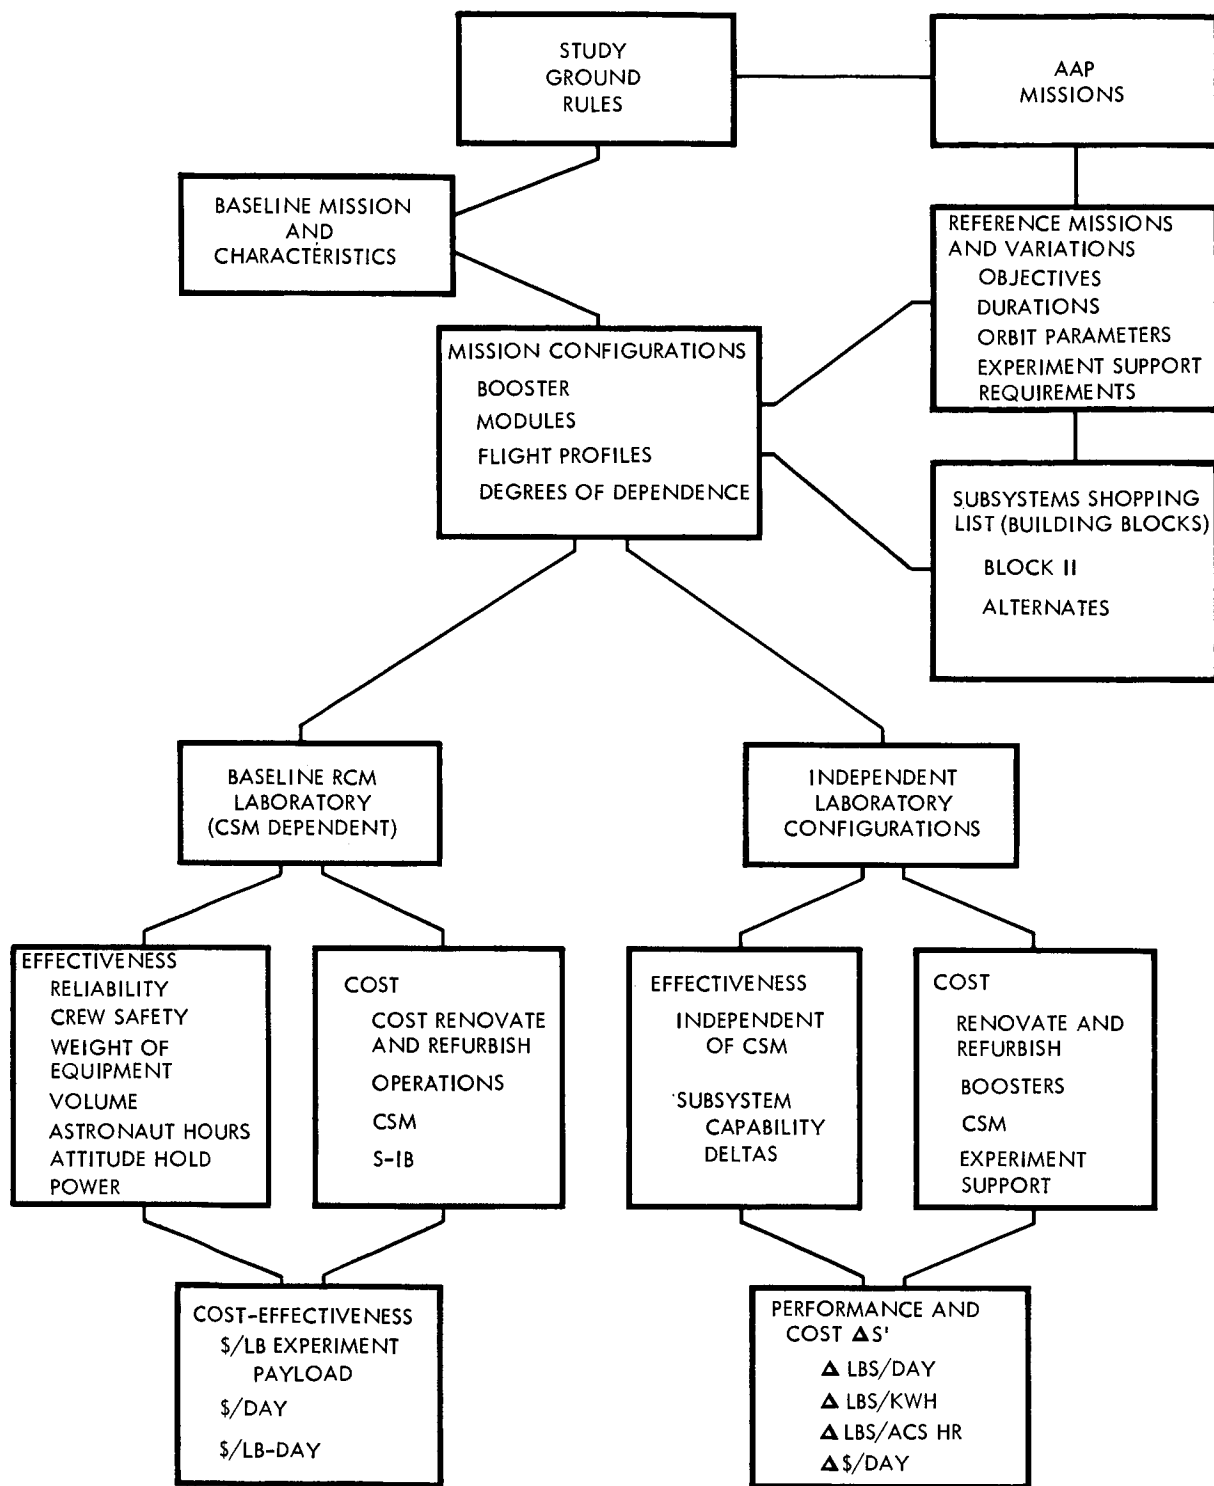 STUDY
GROUND
RULES
AAP
MISSIONS
BASELINE MISSION
AND
CHARACTERISTICS
REFERENCE MISSIONS
AND VARIATIONS
OBJECTIVES
DURATIONS
ORBIT PARAMETERS
EXPERIMENT SUPPORT
REQUIREMENTS
MISSION CONFIGURATIONS
BOOSTER
MODULES
FLIGHT PROFILES
DEGREES OF DEPENDENCE
SUBSYSTEMS SHOPPING
LIST (BUILDING BLOCKS)
BLOCK II
ALTERNATES
BASELINE RCM
LABORATORY
(CSM DEPENDENT)
INDEPENDENT
LABORATORY
CONFIGURATIONS
EFFECTIVENESS
RELIABILITY
CREW SAFETY
WEIGHT OF
EQUIPMENT
VOLUME
ASTRONAUT HOURS
ATTITUDE HOLD
POWER
COST
COST RENOVATE
AND REFURBISH
OPERATIONS
CSM
S-IB
EFFECTIVENESS
INDEPENDENT
OF CSM
SUBSYSTEM
CAPABILITY
DELTAS
COST
RENOVATE AND
REFURBISH
BOOSTERS
CSM
EXPERIMENT
SUPPORT
COST-EFFECTIVENESS
$/LB EXPERIMENT
PAYLOAD
$/DAY
$/LB-DAY
PERFORMANCE AND
COST ΔS'
Δ LBS/DAY
Δ LBS/KWH
Δ LBS/ACS HR
Δ $/DAY